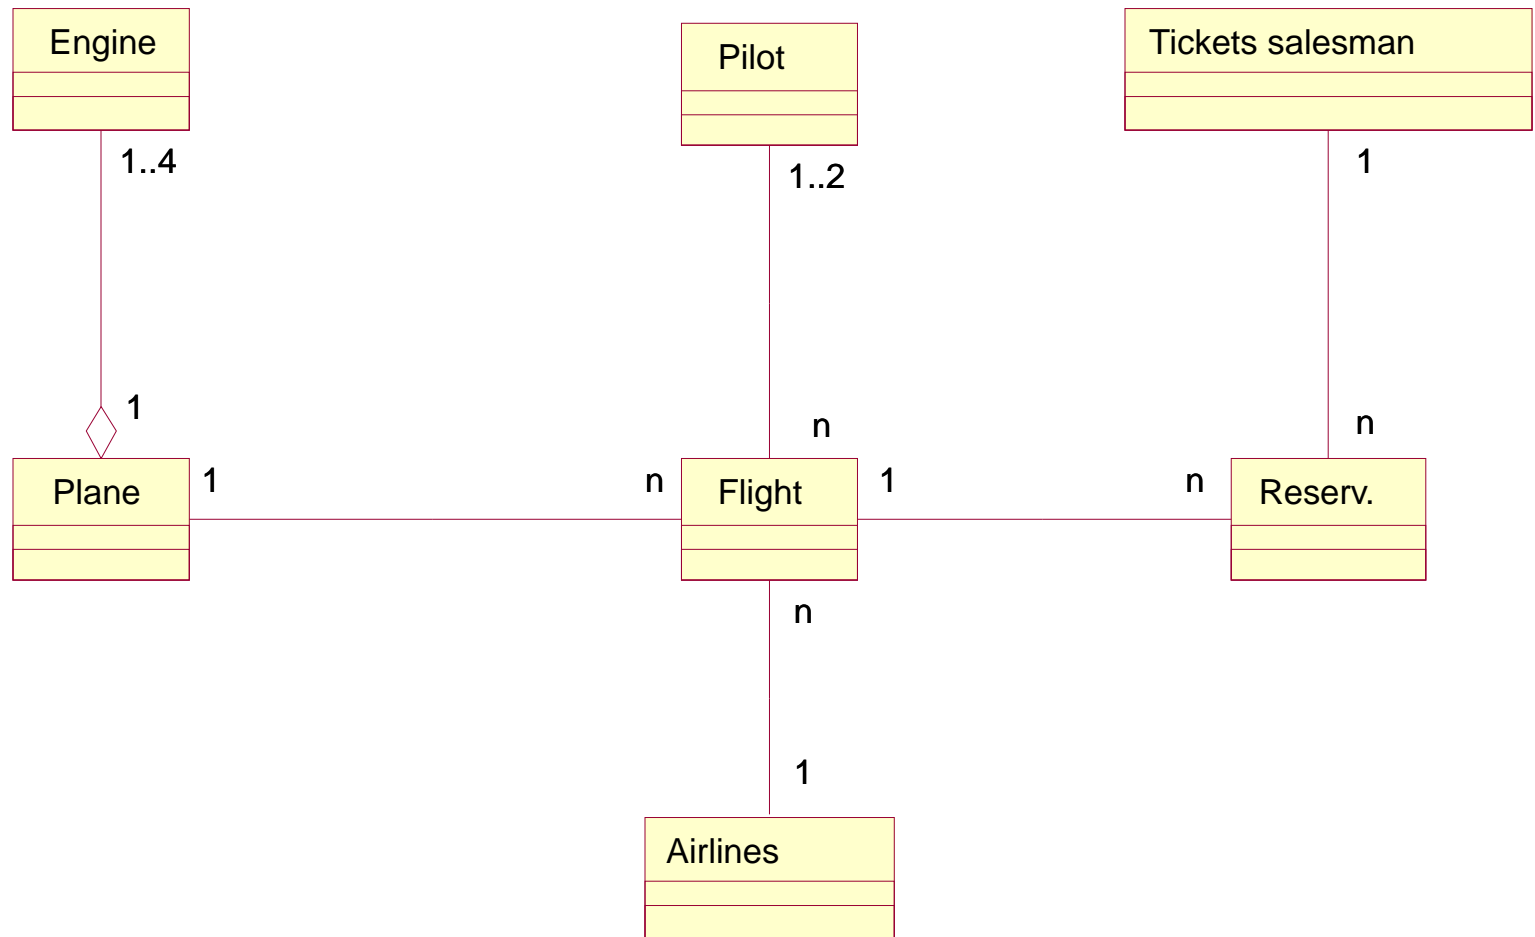 Engine
Pilot
Tickets salesman
1..4
1..2
1
1
n
n
Plane
1
n
Flight
1
n
Reserv.
n
1
Airlines